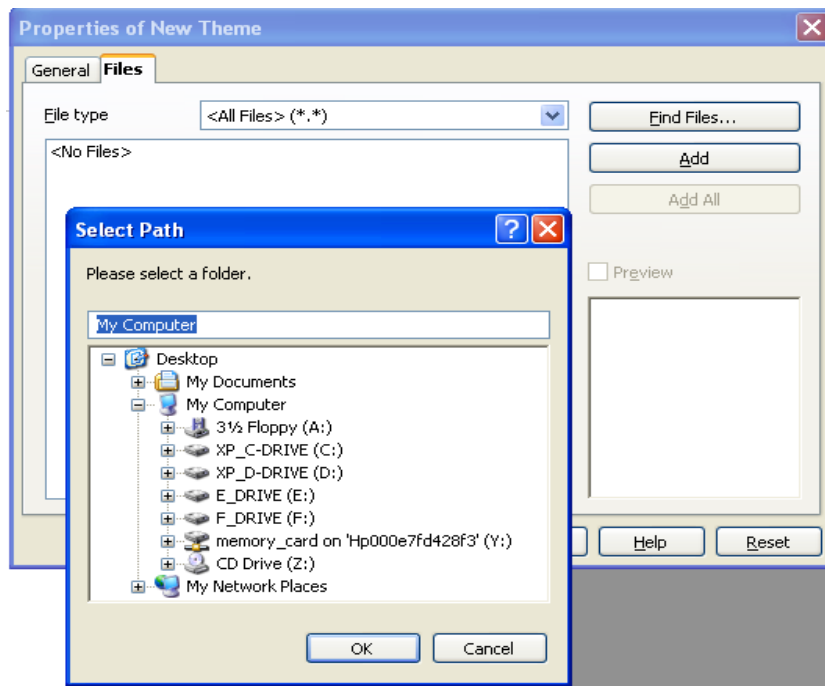 Properties of New Theme
General Files
File type <All Files> (*.*) Find Files...
<No Files> Add
Add All
Select Path
Please select a folder.
Preview
My Computer
Desktop
My Documents
My Computer
3½ Floppy (A:)
XP_C-DRIVE (C:)
XP_D-DRIVE (D:)
E_DRIVE (E:)
F_DRIVE (F:)
memory_card on 'Hp000e7fd428f3' (Y:)
CD Drive (Z:)
My Network Places
Help Reset
OK Cancel